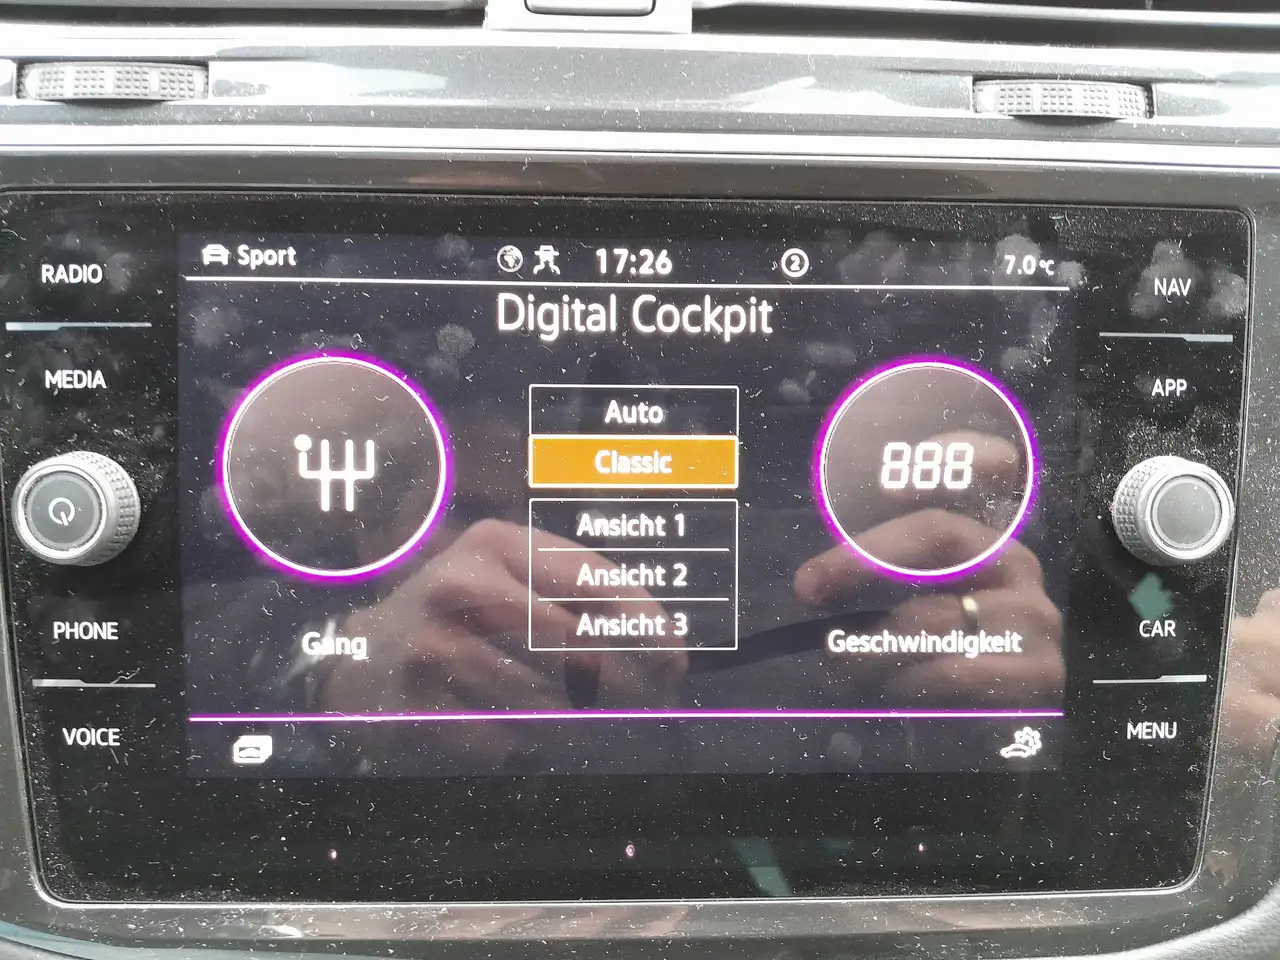 RADIO
MEDIA
PHONE
VOICE
Sport
17:26
2
7.0°C
Digital Cockpit
Auto
Classic
Ansicht 1
Ansicht 2
Ansicht 3
Gang
888
Geschwindigkeit
NAV
APP
CAR
MENU